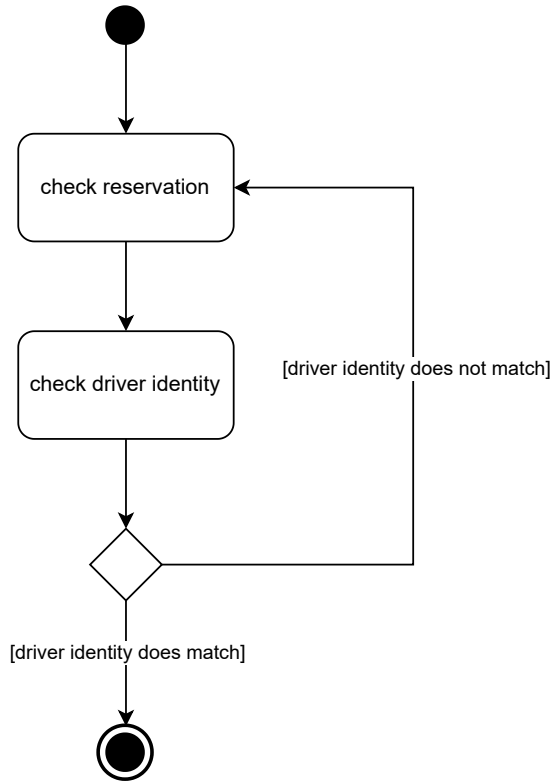 check reservation
check driver identity
[driver identity does not match]
[driver identity does match]